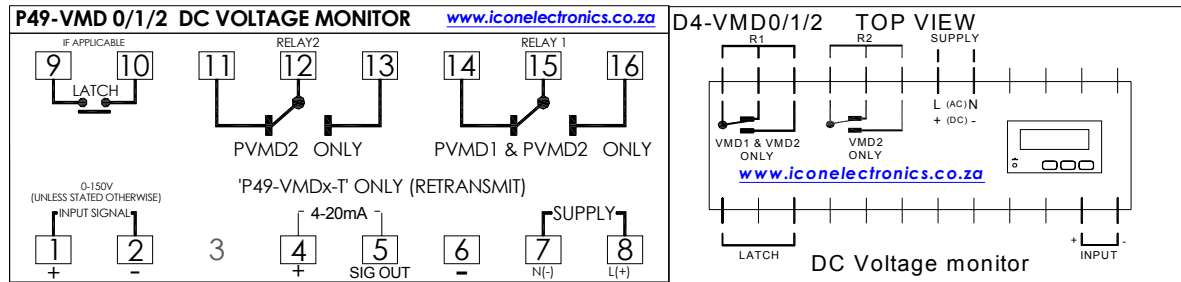 P49-VMD 0/1/2 DC VOLTAGE MONITOR www.iconelectronics.co.za
IF APPLICABLE RELAY2 RELAY 1
9 10 11 12 13 14 15 16
LATCH
PVMD2 ONLY PVMD1 & PVMD2 ONLY
'P49-VMDx-T' ONLY (RETRANSMIT)
0-150V
(UNLESS STATED OTHERWISE)
INPUT SIGNAL 4-20mA SUPPLY
1 2 3 4 5 6 7 8
+ - + SIG OUT - N(-) L(+)
D4-VMD0/1/2 TOP VIEW
R1 R2 SUPPLY
L (AC) N
+ (DC) -
VMD1 & VMD2
ONLY
VMD2
ONLY
www.iconelectronics.co.za
LATCH
+ - INPUT
DC Voltage monitor